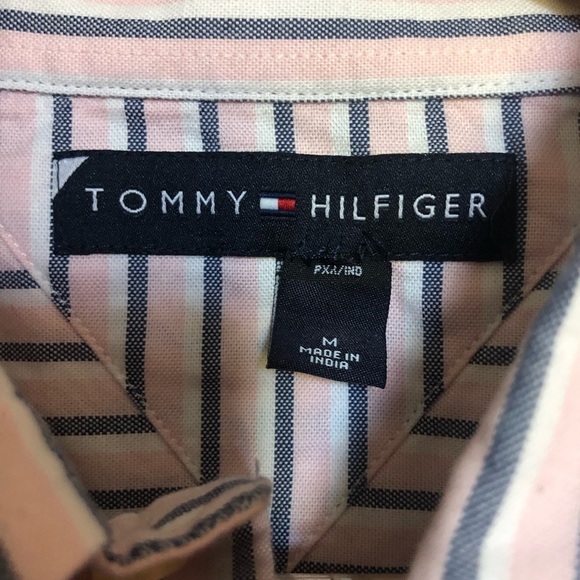 TOMMY HILFIGER
PXA/IND
M
MADE IN
INDIA